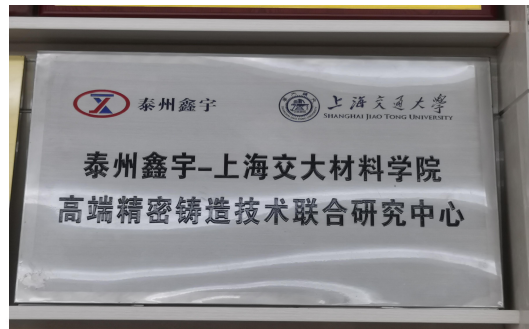 泰州鑫宇
上海交通大学
SHANGHAI JIAO TONG UNIVERSITY
泰州鑫宇-上海交大材料学院
高端精密铸造技术联合研究中心